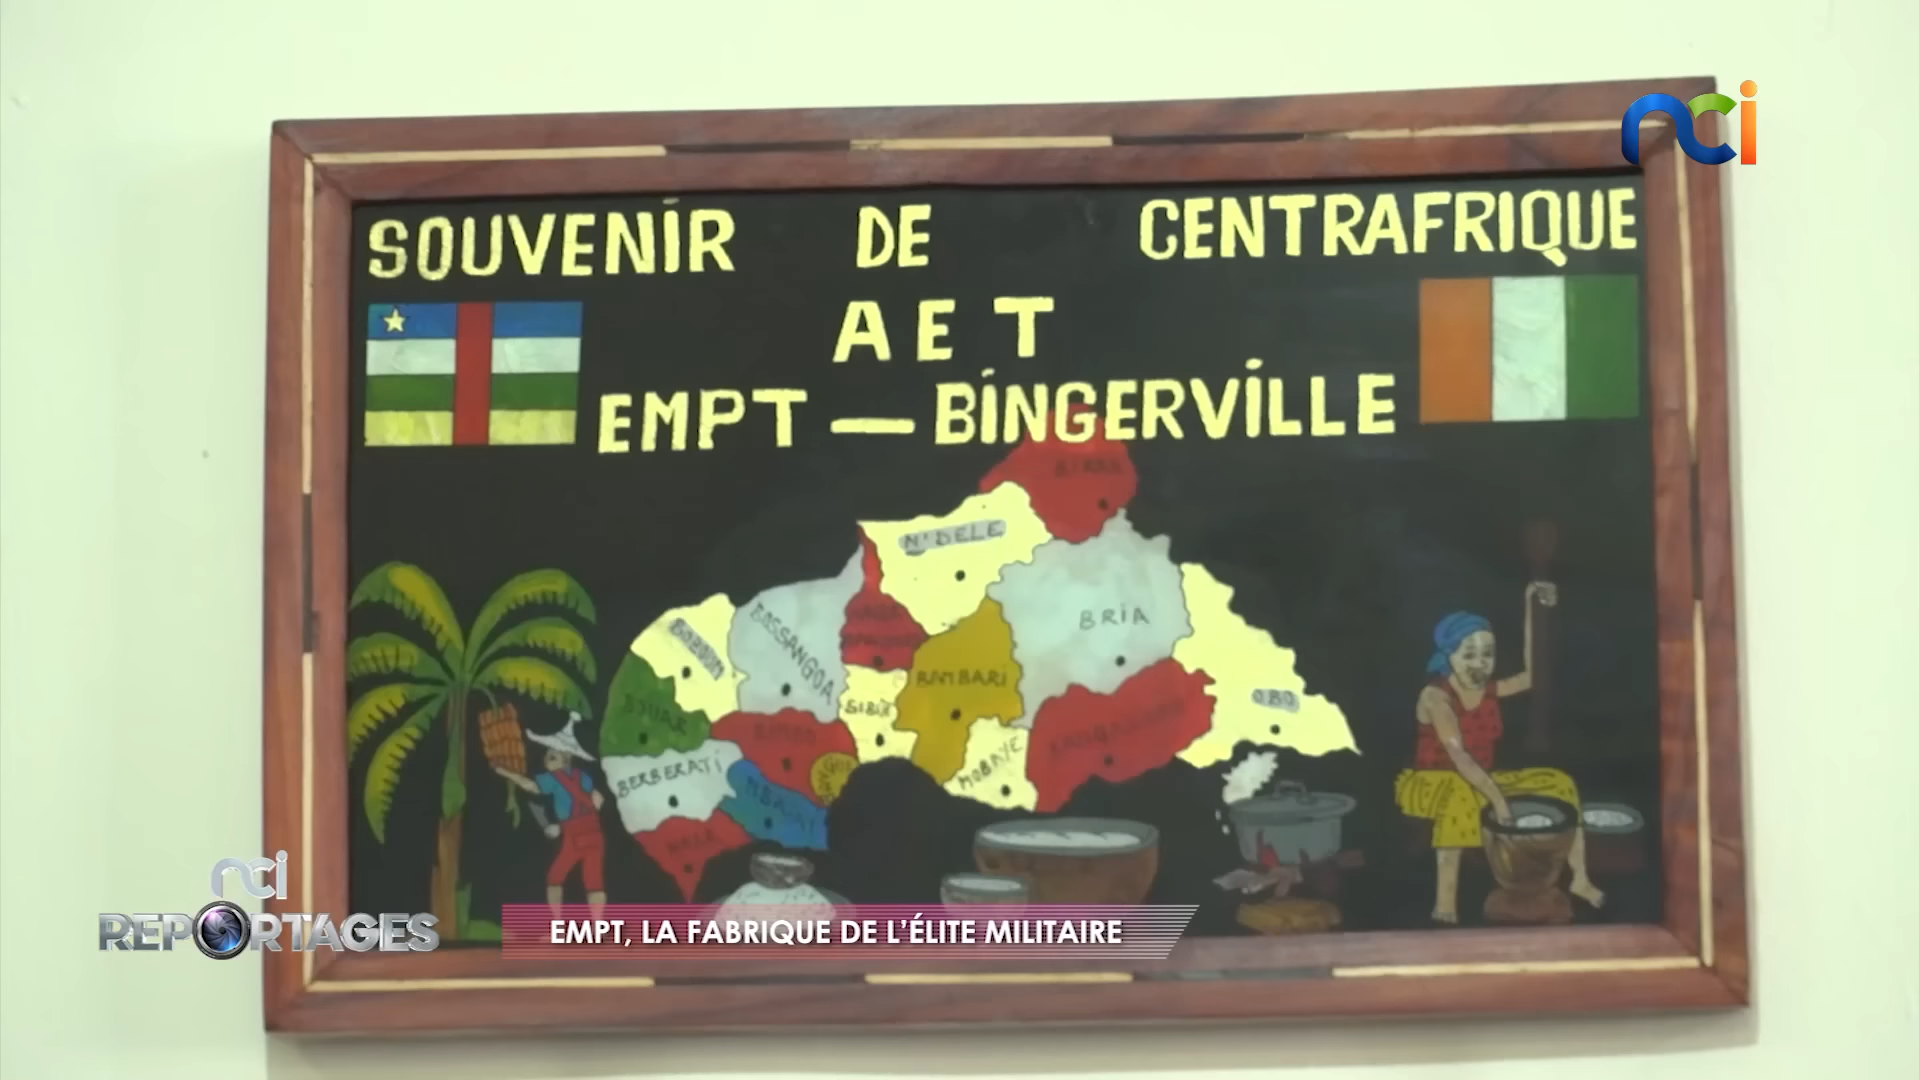 nci
SOUVENIR DE CENTRAFRIQUE
AET
EMPT — BINGERVILLE
BIRAO
N'DELE
BRIA
BOSSANGOA
BAMBARI
SIBUT
BOUAR
OBO
MOBAYE
BERBERATI
nci
REPORTAGES
EMPT, LA FABRIQUE DE L'ÉLITE MILITAIRE